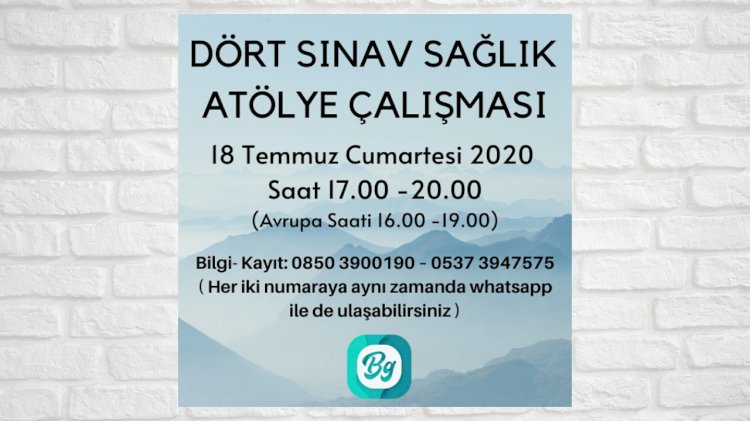 DÖRT SINAV SAĞLIK
ATÖLYE ÇALIŞMASI
18 Temmuz Cumartesi 2020
Saat 17.00 -20.00
(Avrupa Saati 16.00 -19.00)
Bilgi- Kayıt: 0850 3900190 – 0537 3947575
( Her iki numaraya aynı zamanda whatsapp
ile de ulaşabilirsiniz )
Bg